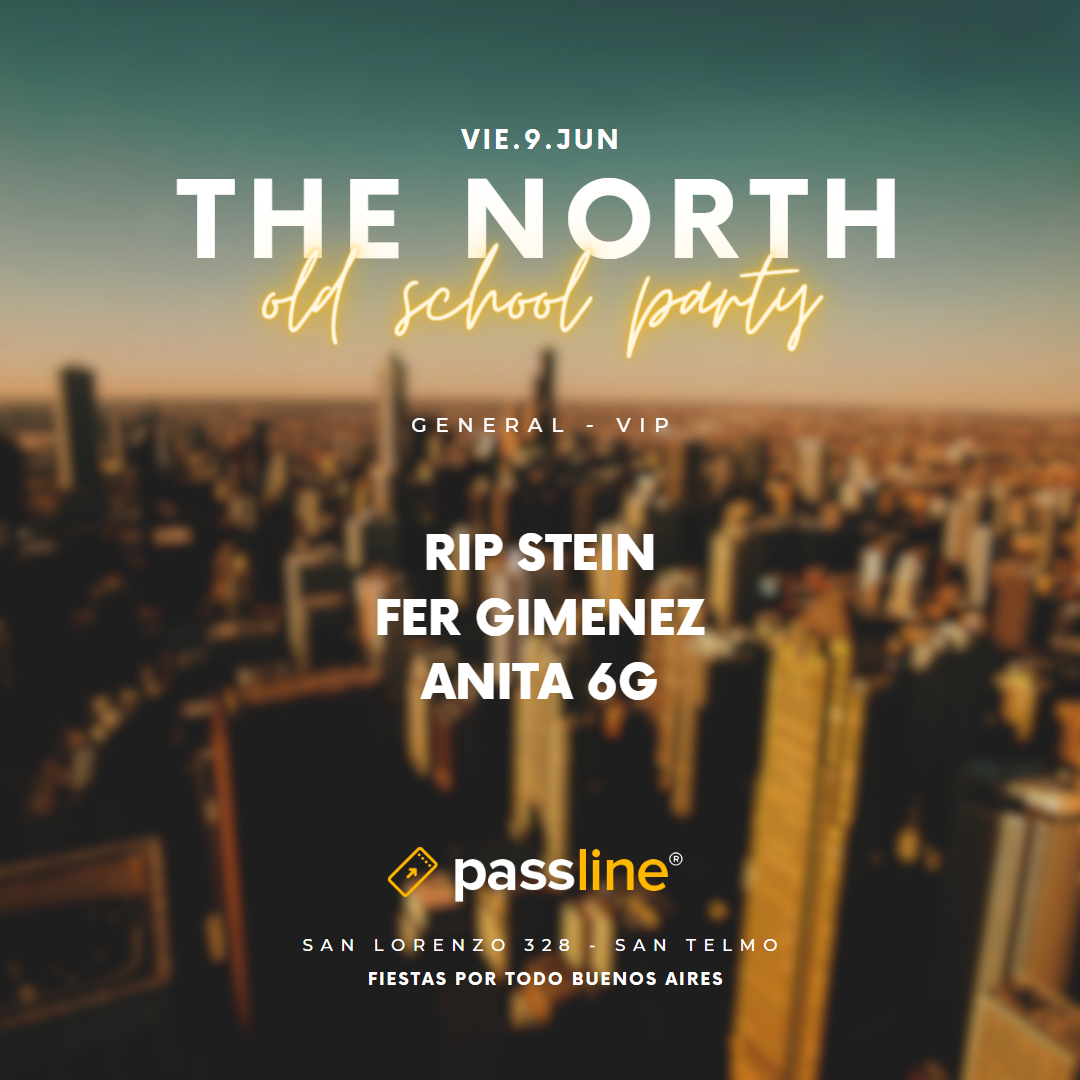 VIE.9.JUN
THE NORTH
old school party
GENERAL - VIP
RIP STEIN
FER GIMENEZ
ANITA 6G
passline®
SAN LORENZO 328 - SAN TELMO
FIESTAS POR TODO BUENOS AIRES